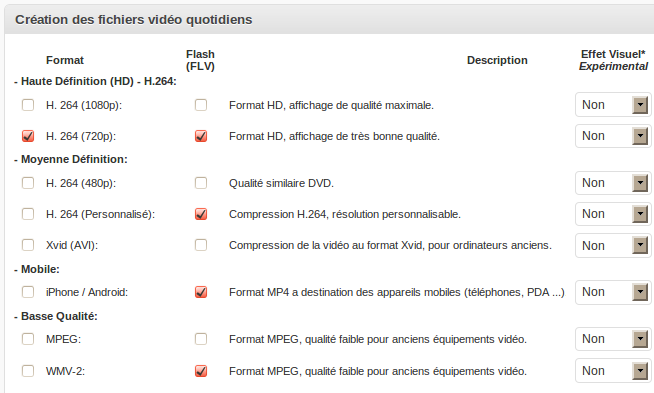 Création des fichiers vidéo quotidiens
Format Flash (FLV) Description Effet Visuel* Expérimental
- Haute Définition (HD) - H.264:
H. 264 (1080p): Format HD, affichage de qualité maximale. Non
H. 264 (720p): Format HD, affichage de très bonne qualité. Non
- Moyenne Définition:
H. 264 (480p): Qualité similaire DVD. Non
H. 264 (Personnalisé): Compression H.264, résolution personnalisable. Non
Xvid (AVI): Compression de la vidéo au format Xvid, pour ordinateurs anciens. Non
- Mobile:
iPhone / Android: Format MP4 a destination des appareils mobiles (téléphones, PDA ...) Non
- Basse Qualité:
MPEG: Format MPEG, qualité faible pour anciens équipements vidéo. Non
WMV-2: Format MPEG, qualité faible pour anciens équipements vidéo. Non